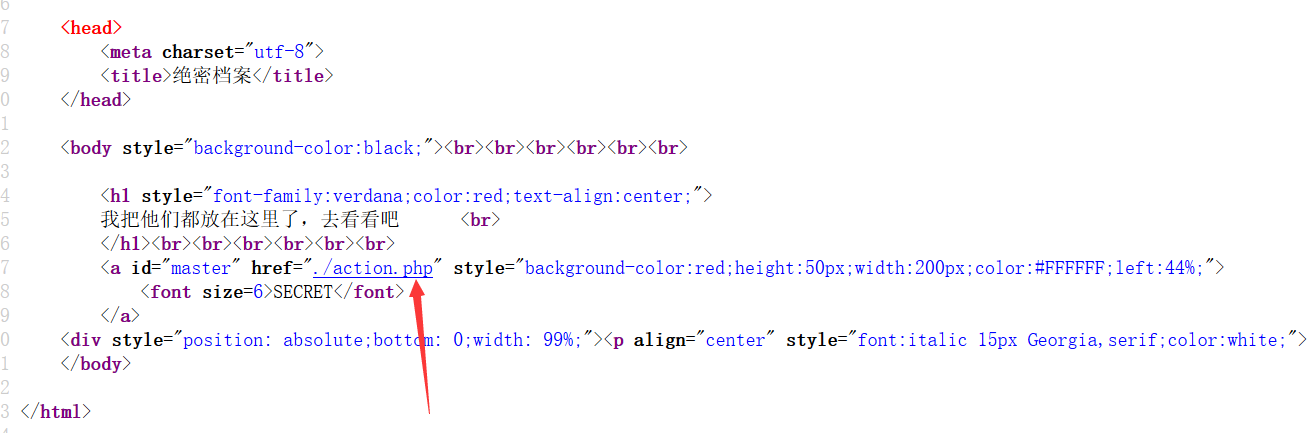 6
7 <head>
8 <meta charset="utf-8">
9 <title>绝密档案</title>
0 </head>
1
2 <body style="background-color:black;"><br><br><br><br><br><br>
3
4 <h1 style="font-family:verdana;color:red;text-align:center;">
5 我把他们都放在这里了，去看看吧 <br>
6 </h1><br><br><br><br><br><br>
7 <a id="master" href="./action.php" style="background-color:red;height:50px;width:200px;color:#FFFFFF;left:44%;">
8 <font size=6>SECRET</font>
9 </a>
0 <div style="position: absolute;bottom: 0;width: 99%;"><p align="center" style="font:italic 15px Georgia,serif;color:white;">
1 </body>
2
3 </html>
4